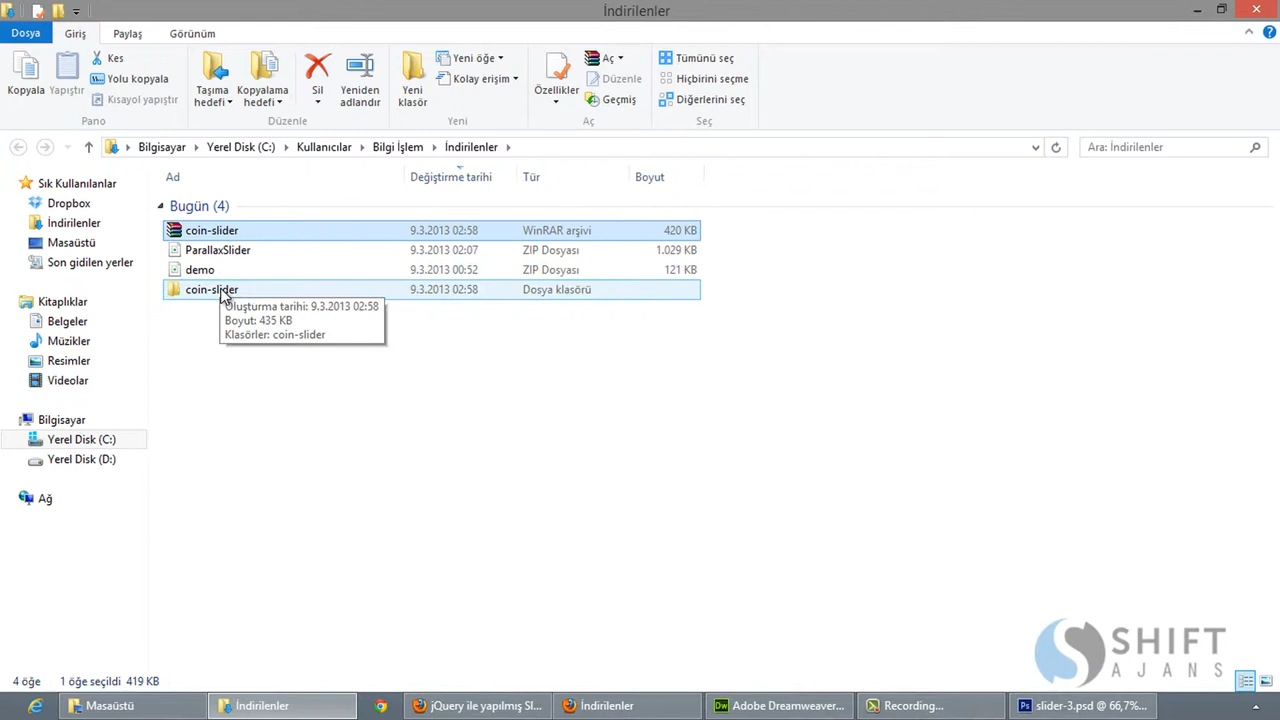 İndirilenler
Dosya
Giriş
Paylaş
Görünüm
Kopyala
Yapıştır
Kes
Yolu kopyala
Kısayol yapıştır
Pano
Taşıma hedefi
Kopyalama hedefi
Sil
Yeniden adlandır
Düzenle
Yeni klasör
Yeni öğe
Kolay erişim
Yeni
Özellikler
Aç
Düzenle
Geçmiş
Aç
Tümünü seç
Hiçbirini seçme
Diğerlerini seç
Seç
Bilgisayar
Yerel Disk (C:)
Kullanıcılar
Bilgi İşlem
İndirilenler
Ara: İndirilenler
Sık Kullanılanlar
Dropbox
İndirilenler
Masaüstü
Son gidilen yerler
Kitaplıklar
Belgeler
Müzikler
Resimler
Videolar
Bilgisayar
Yerel Disk (C:)
Yerel Disk (D:)
Ağ
Ad Değiştirme tarihi Tür Boyut
Bugün (4)
coin-slider 9.3.2013 02:58 WinRAR arşivi 420 KB
ParallaxSlider 9.3.2013 02:07 ZIP Dosyası 1.029 KB
demo 9.3.2013 00:52 ZIP Dosyası 121 KB
coin-slider 9.3.2013 02:58 Dosya klasörü
Oluşturma tarihi: 9.3.2013 02:58
Boyut: 435 KB
Klasörler: coin-slider
SHIFT
AJANS
4 öğe 1 öğe seçildi 419 KB
Masaüstü
İndirilenler
jQuery ile yapılmış Sl...
İndirilenler
Dw Adobe Dreamweaver...
Recording...
Ps slider-3.psd @ 66,7%...